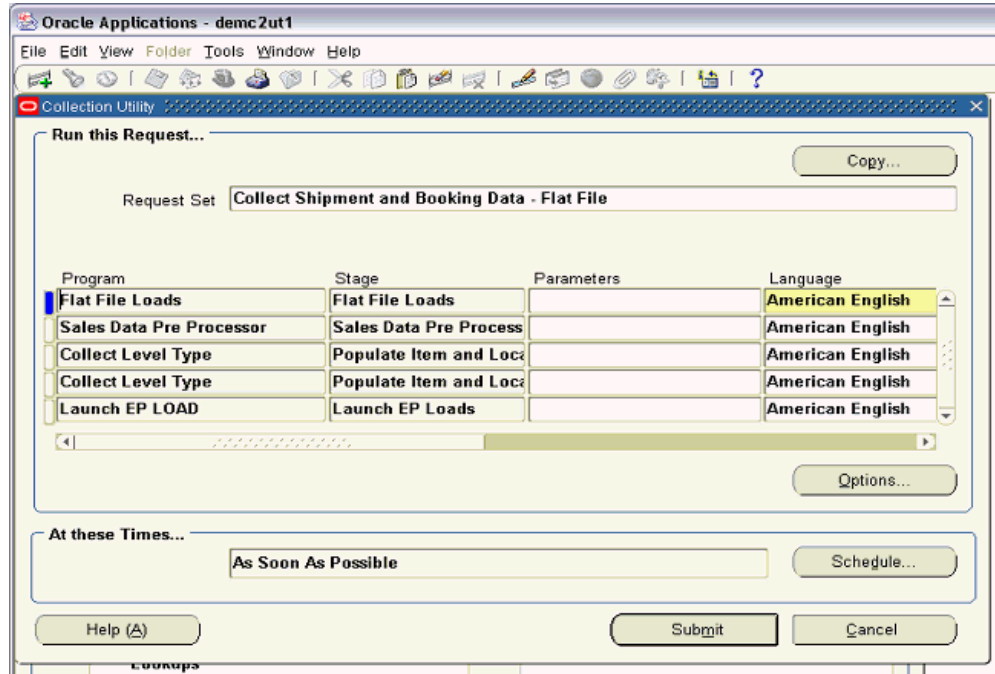 Oracle Applications - demc2ut1
File Edit View Folder Tools Window Help
Collection Utility
Run this Request...
Copy...
Request Set Collect Shipment and Booking Data - Flat File
Program Stage Parameters Language
Flat File Loads Flat File Loads American English
Sales Data Pre Processor Sales Data Pre Process American English
Collect Level Type Populate Item and Loca American English
Collect Level Type Populate Item and Loca American English
Launch EP LOAD Launch EP Loads American English
Options...
At these Times...
As Soon As Possible Schedule...
Help (A) Submit Cancel
Lookups